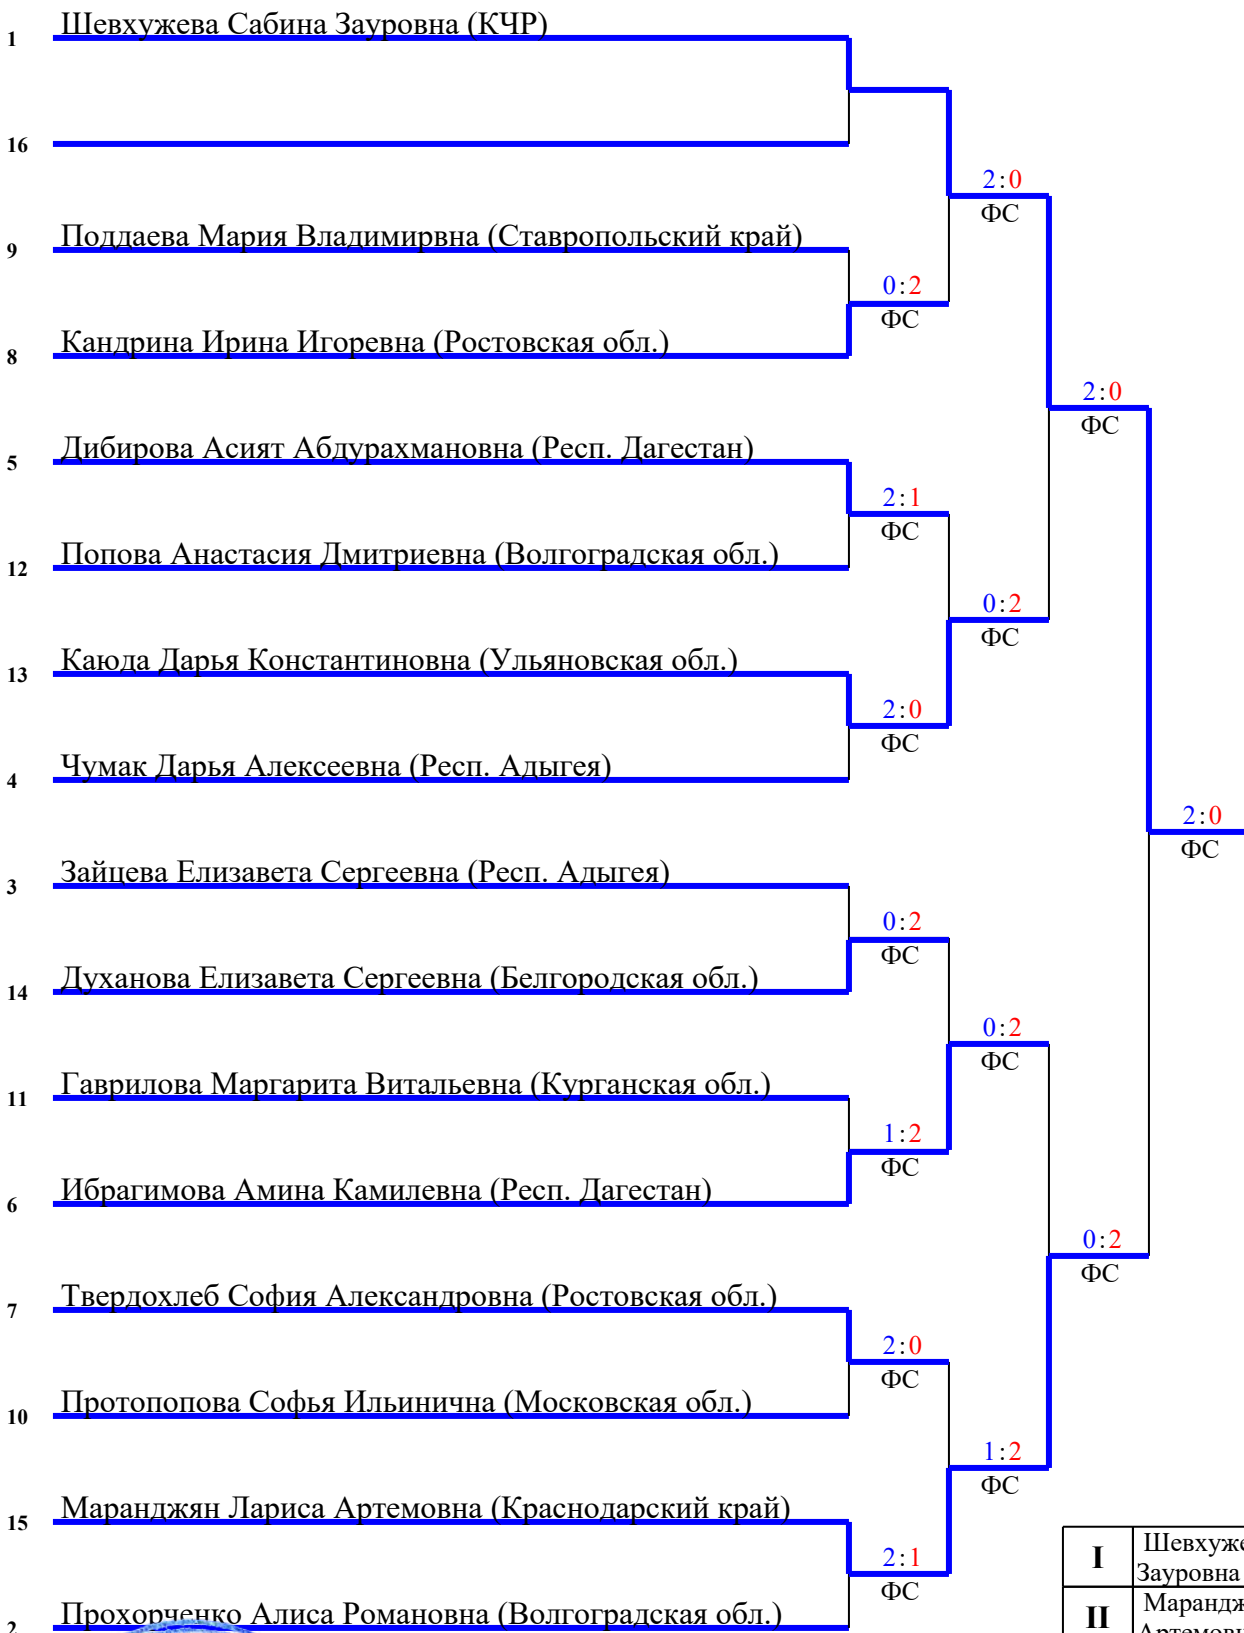 1 Шевхужева Сабина Зауровна (КЧР)
16
2:0
ФС
9 Поддаева Мария Владимирвна (Ставропольский край)
0:2
ФС
8 Кандрина Ирина Игоревна (Ростовская обл.)
2:0
ФС
5 Дибирова Асият Абдурахмановна (Респ. Дагестан)
2:1
ФС
12 Попова Анастасия Дмитриевна (Волгоградская обл.)
0:2
ФС
13 Каюда Дарья Константиновна (Ульяновская обл.)
2:0
ФС
4 Чумак Дарья Алексеевна (Респ. Адыгея)
2:0
ФС
3 Зайцева Елизавета Сергеевна (Респ. Адыгея)
0:2
ФС
14 Духанова Елизавета Сергеевна (Белгородская обл.)
0:2
ФС
11 Гаврилова Маргарита Витальевна (Курганская обл.)
1:2
ФС
6 Ибрагимова Амина Камилевна (Респ. Дагестан)
0:2
ФС
7 Твердохлеб София Александровна (Ростовская обл.)
2:0
ФС
10 Протопопова Софья Ильинична (Московская обл.)
1:2
ФС
15 Маранджян Лариса Артемовна (Краснодарский край)
2:1
ФС
I Шевхуже
Зауровна
2 Прохорченко Алиса Романовна (Волгоградская обл.)
II Марандж